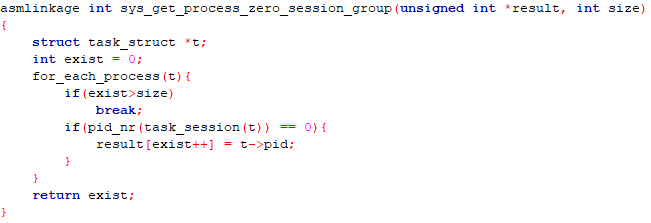 asmlinkage int sys_get_process_zero_session_group(unsigned int *result, int size)
{
    struct task_struct *t;
    int exist = 0;
    for_each_process(t){
        if(exist>size)
            break;
        if(pid_nr(task_session(t)) == 0){
            result[exist++] = t->pid;
        }
    }
    return exist;
}